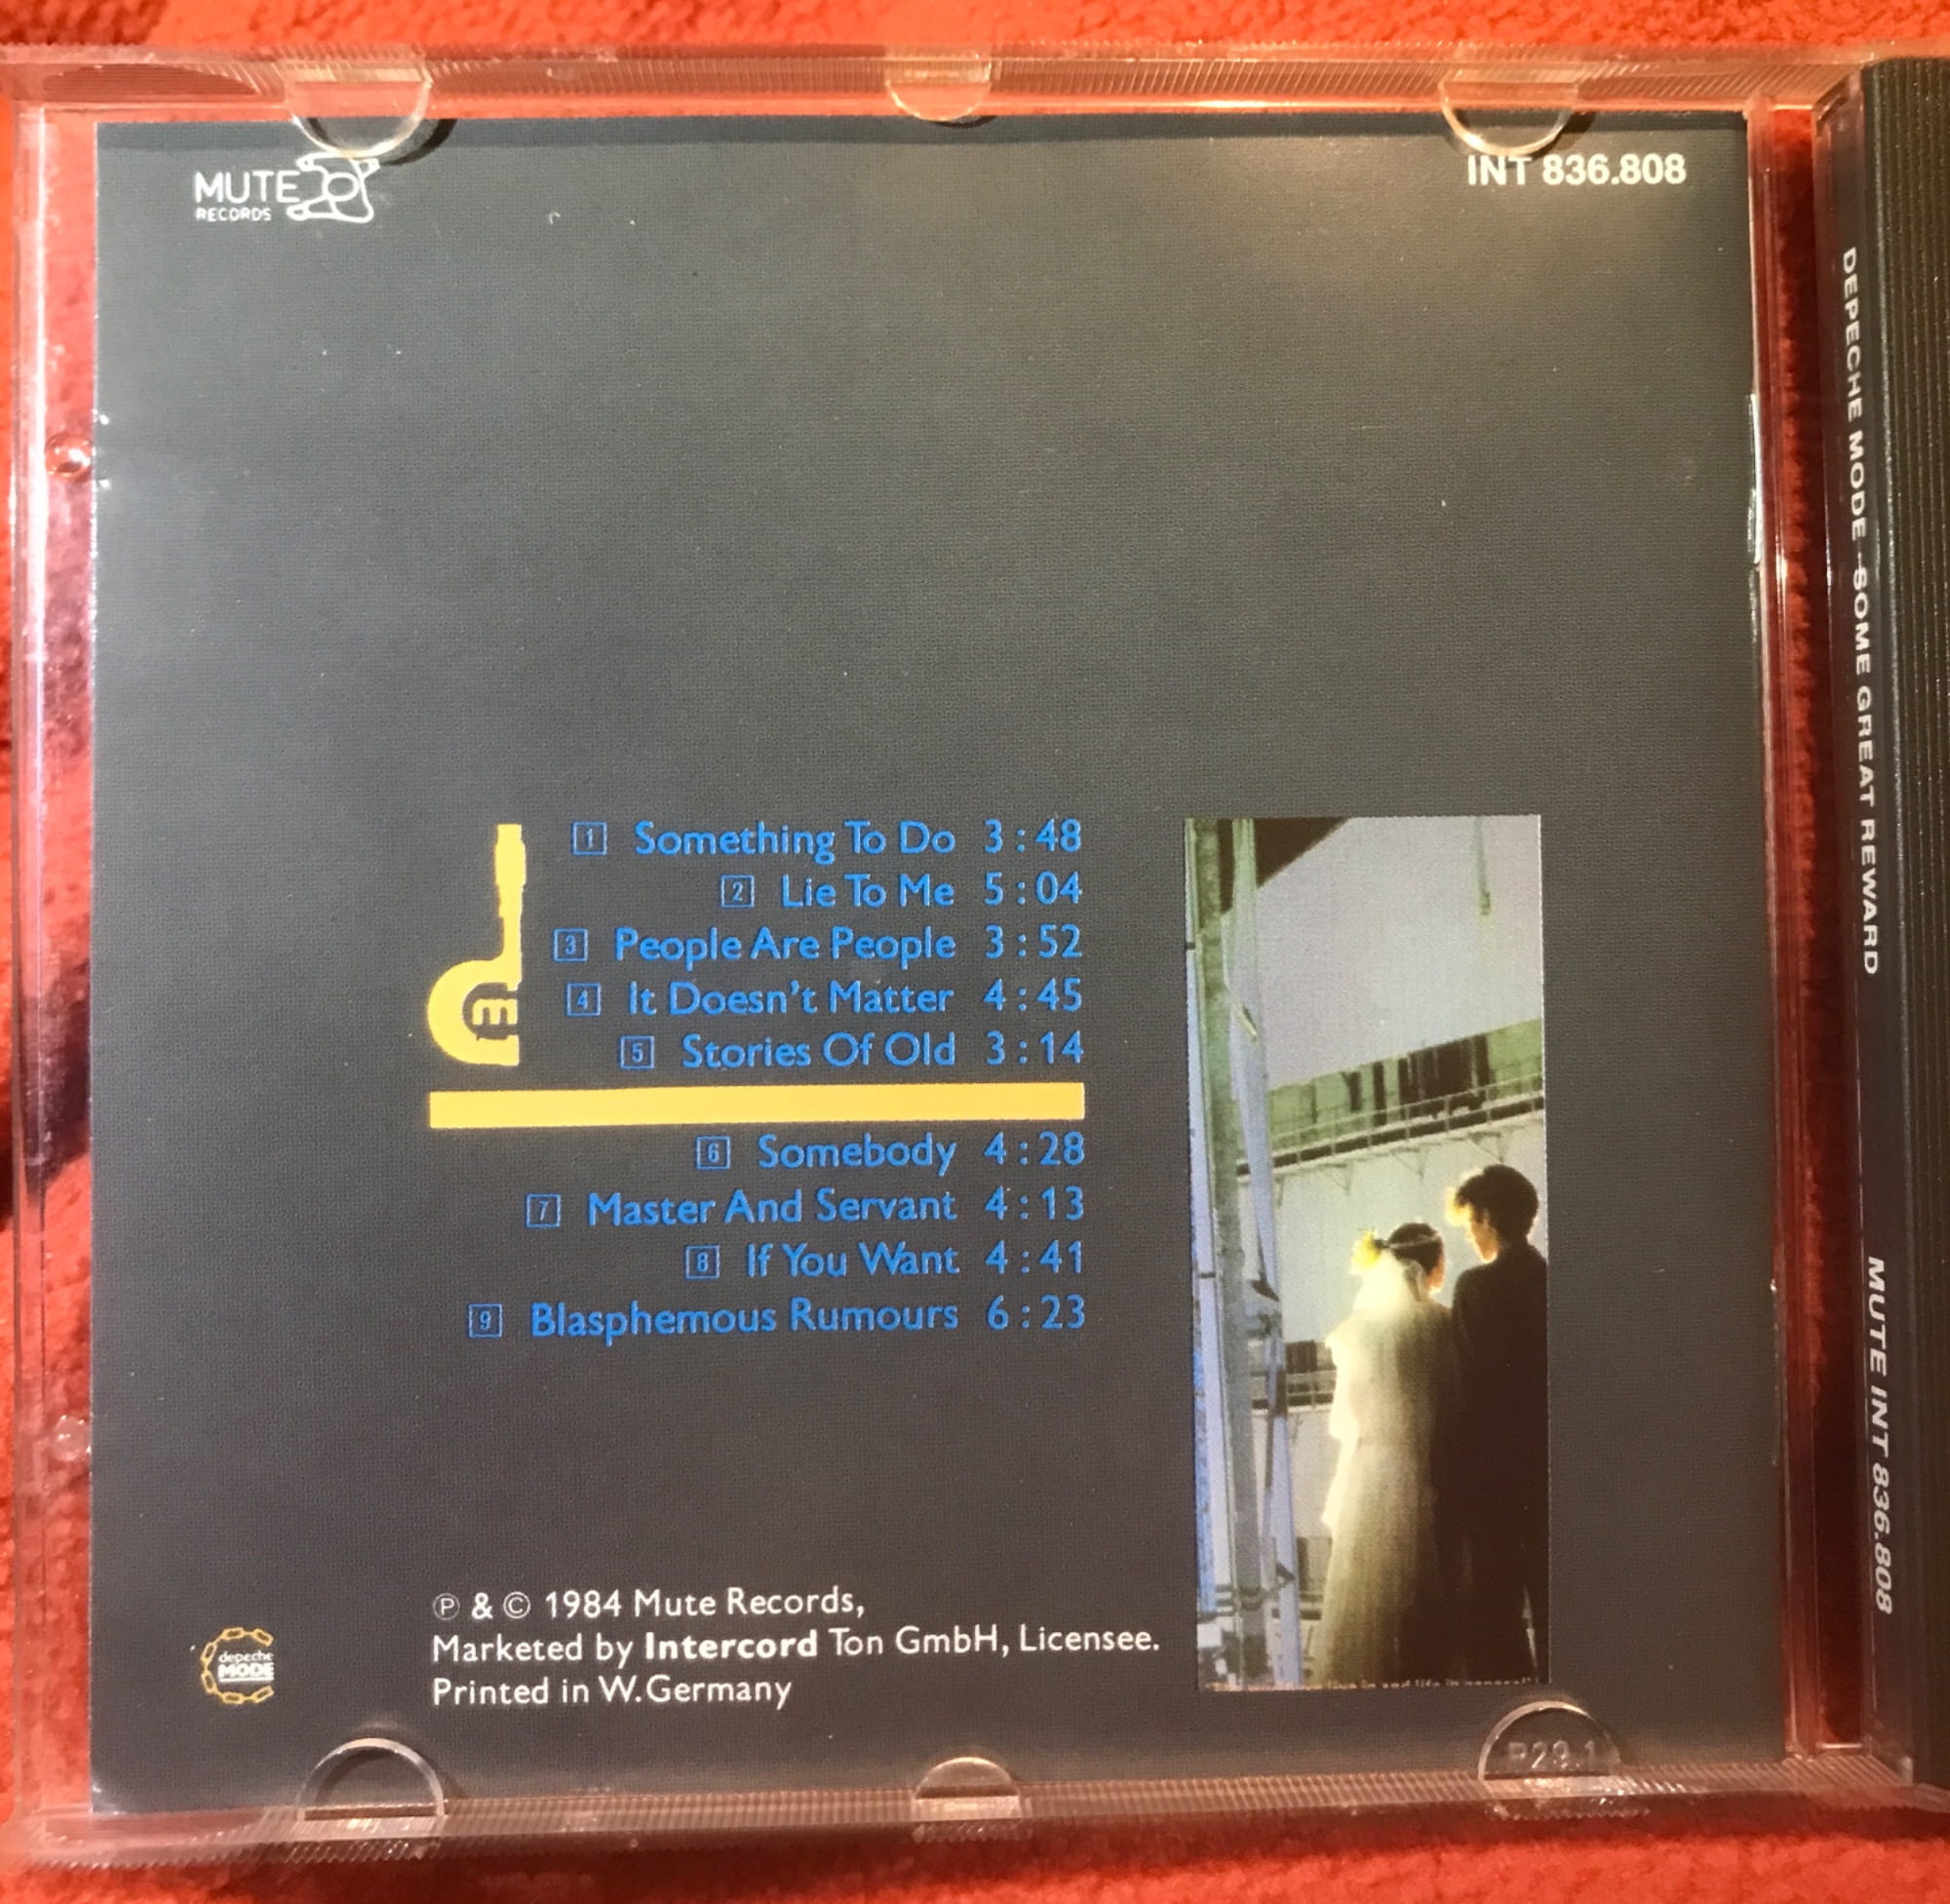 MUTE
RECORDS
INT 836.808
1 Something To Do 3:48
2 Lie To Me 5:04
3 People Are People 3:52
4 It Doesn't Matter 4:45
5 Stories Of Old 3:14
dm
6 Somebody 4:28
7 Master And Servant 4:13
8 If You Want 4:41
9 Blasphemous Rumours 6:23
℗ & © 1984 Mute Records,
Marketed by Intercord Ton GmbH, Licensee.
Printed in W.Germany
depeche
MODE
P29.1
DEPECHE MODE · SOME GREAT REWARD
MUTE INT 836.808